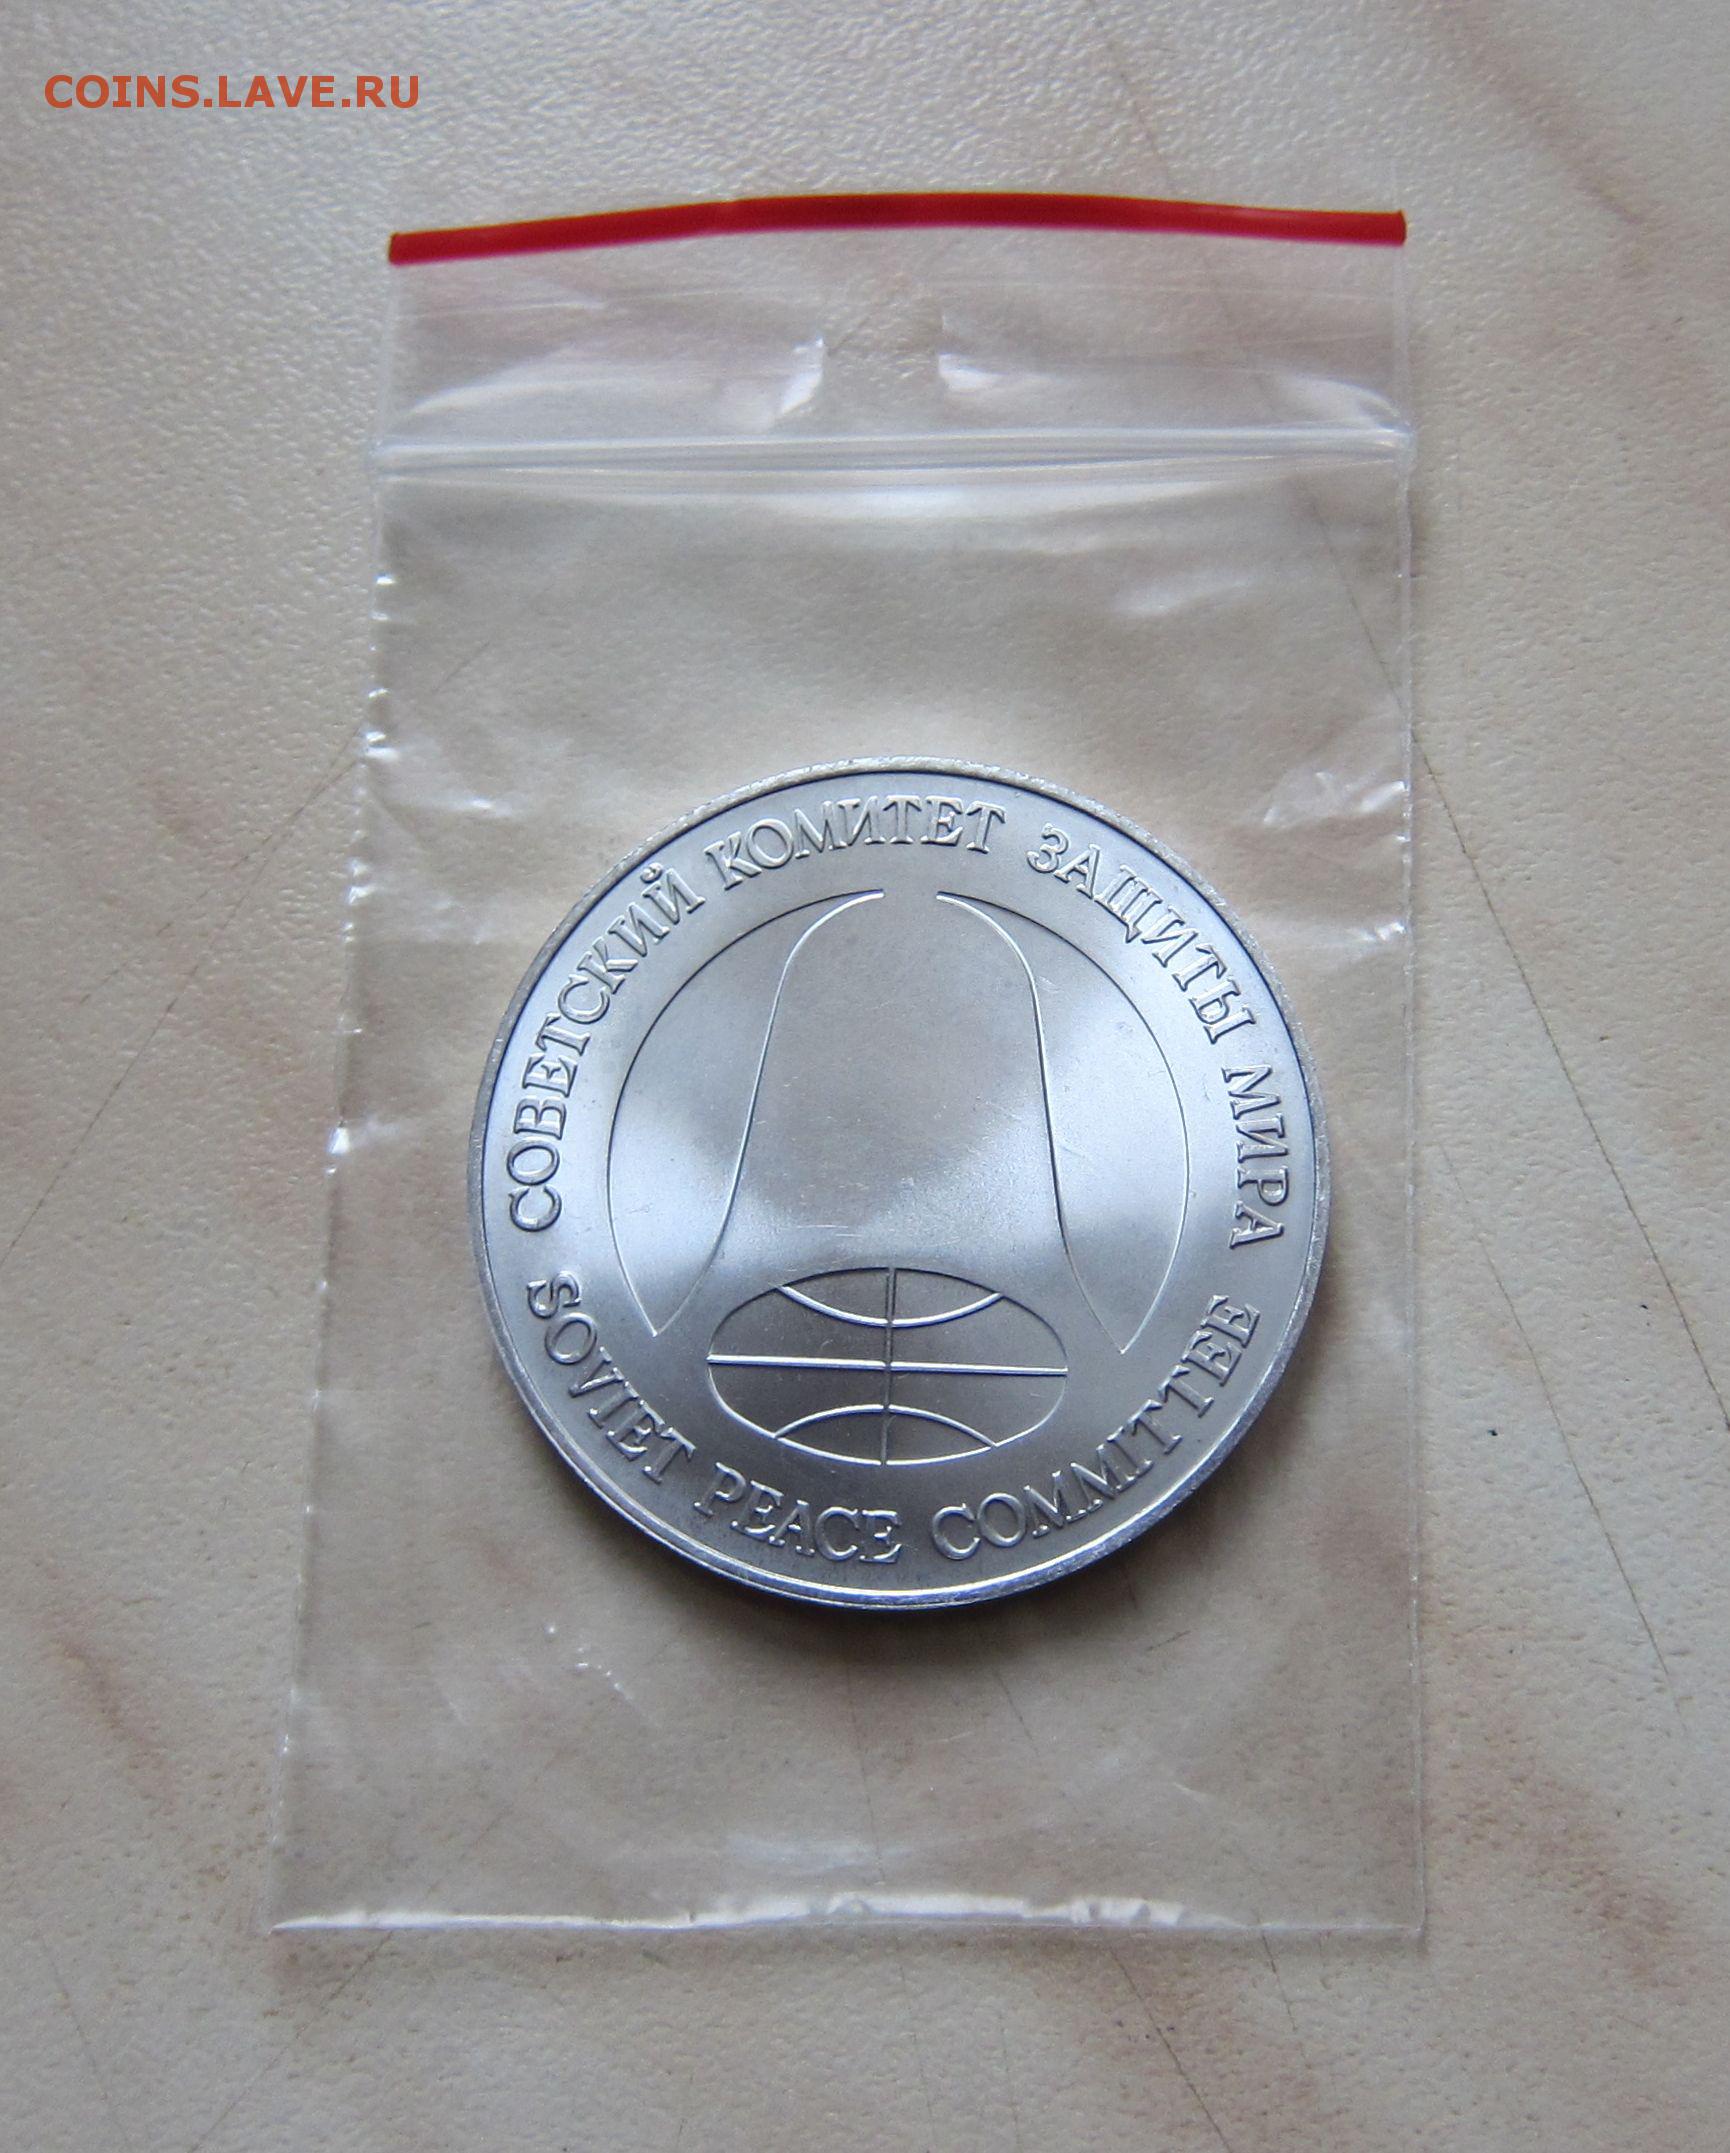 COINS.LAVE.RU
СОВЕТСКИЙ КОМИТЕТ ЗАЩИТЫ МИРА
SOVIET PEACE COMMITTEE